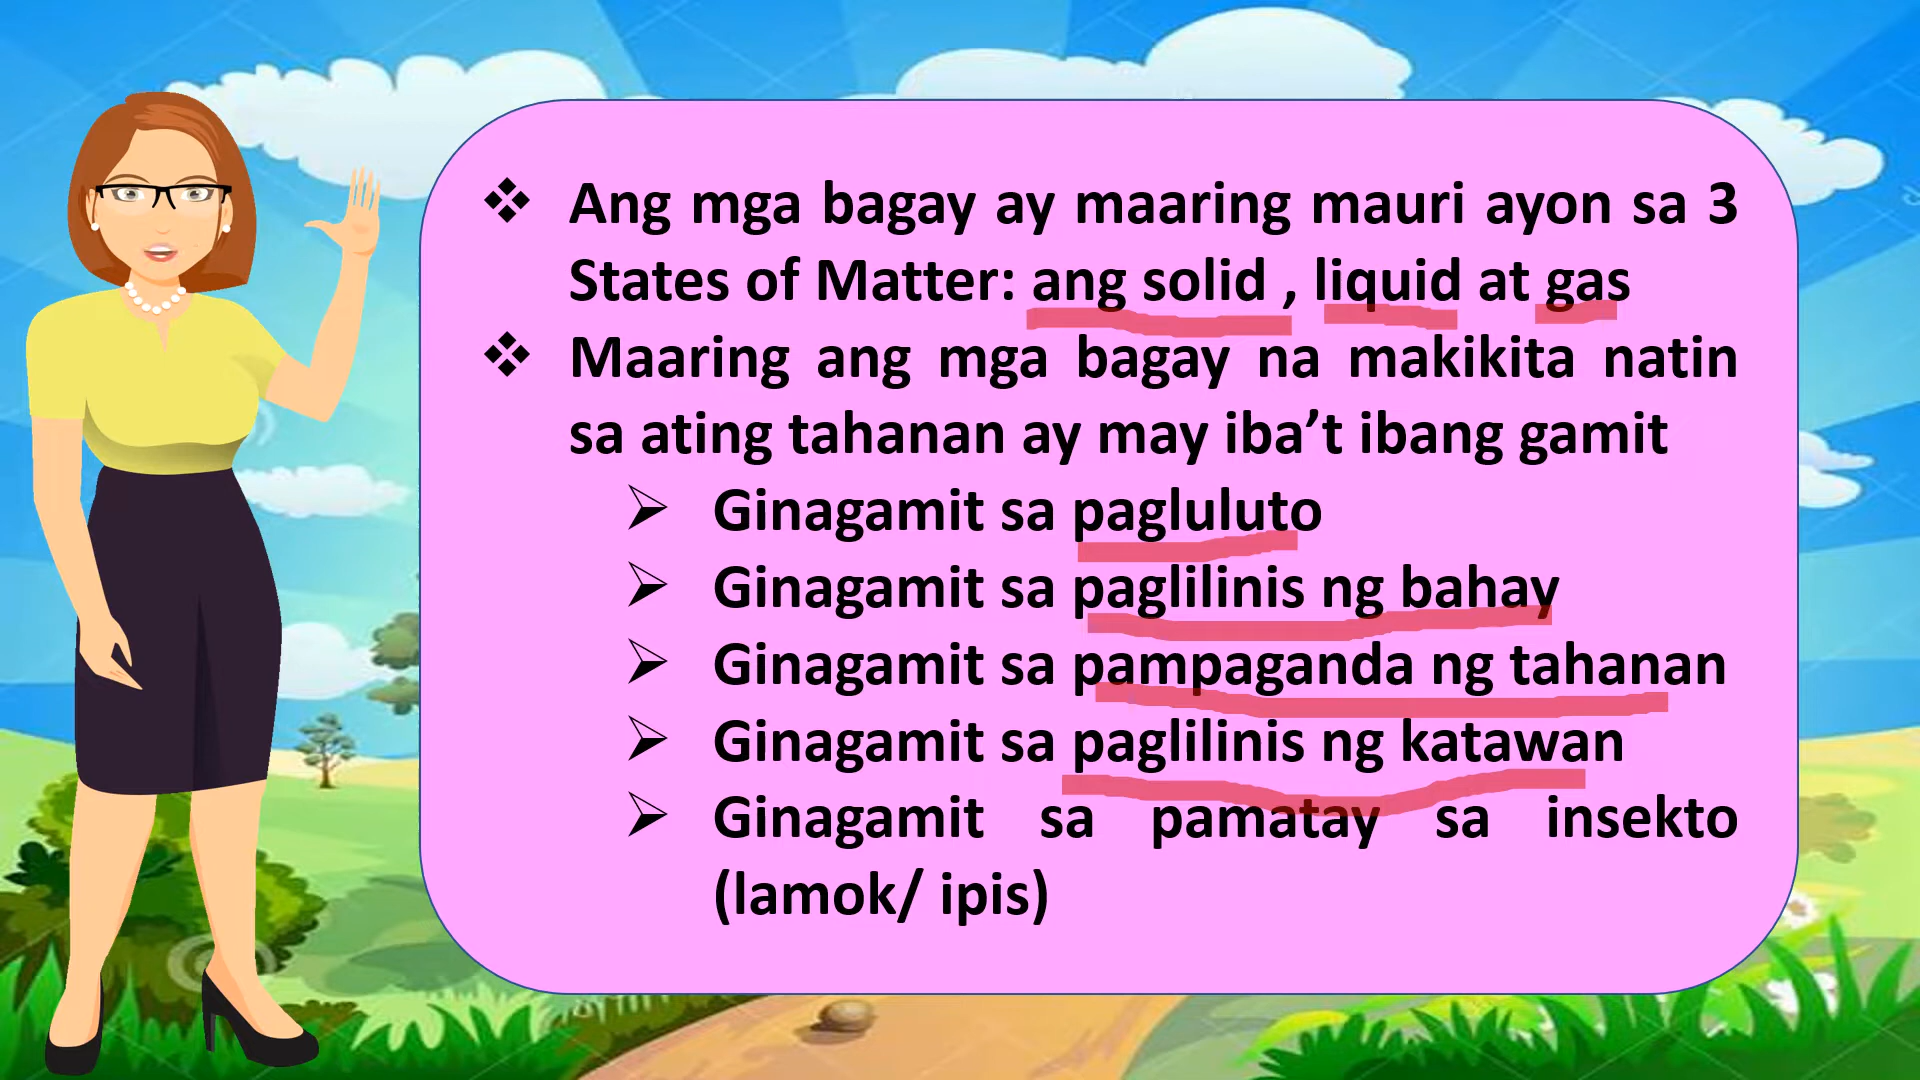 ❖ Ang mga bagay ay maaring mauri ayon sa 3
States of Matter: ang solid , liquid at gas
❖ Maaring ang mga bagay na makikita natin
sa ating tahanan ay may iba’t ibang gamit
➢ Ginagamit sa pagluluto
➢ Ginagamit sa paglilinis ng bahay
➢ Ginagamit sa pampaganda ng tahanan
➢ Ginagamit sa paglilinis ng katawan
➢ Ginagamit sa pamatay sa insekto
(lamok/ ipis)